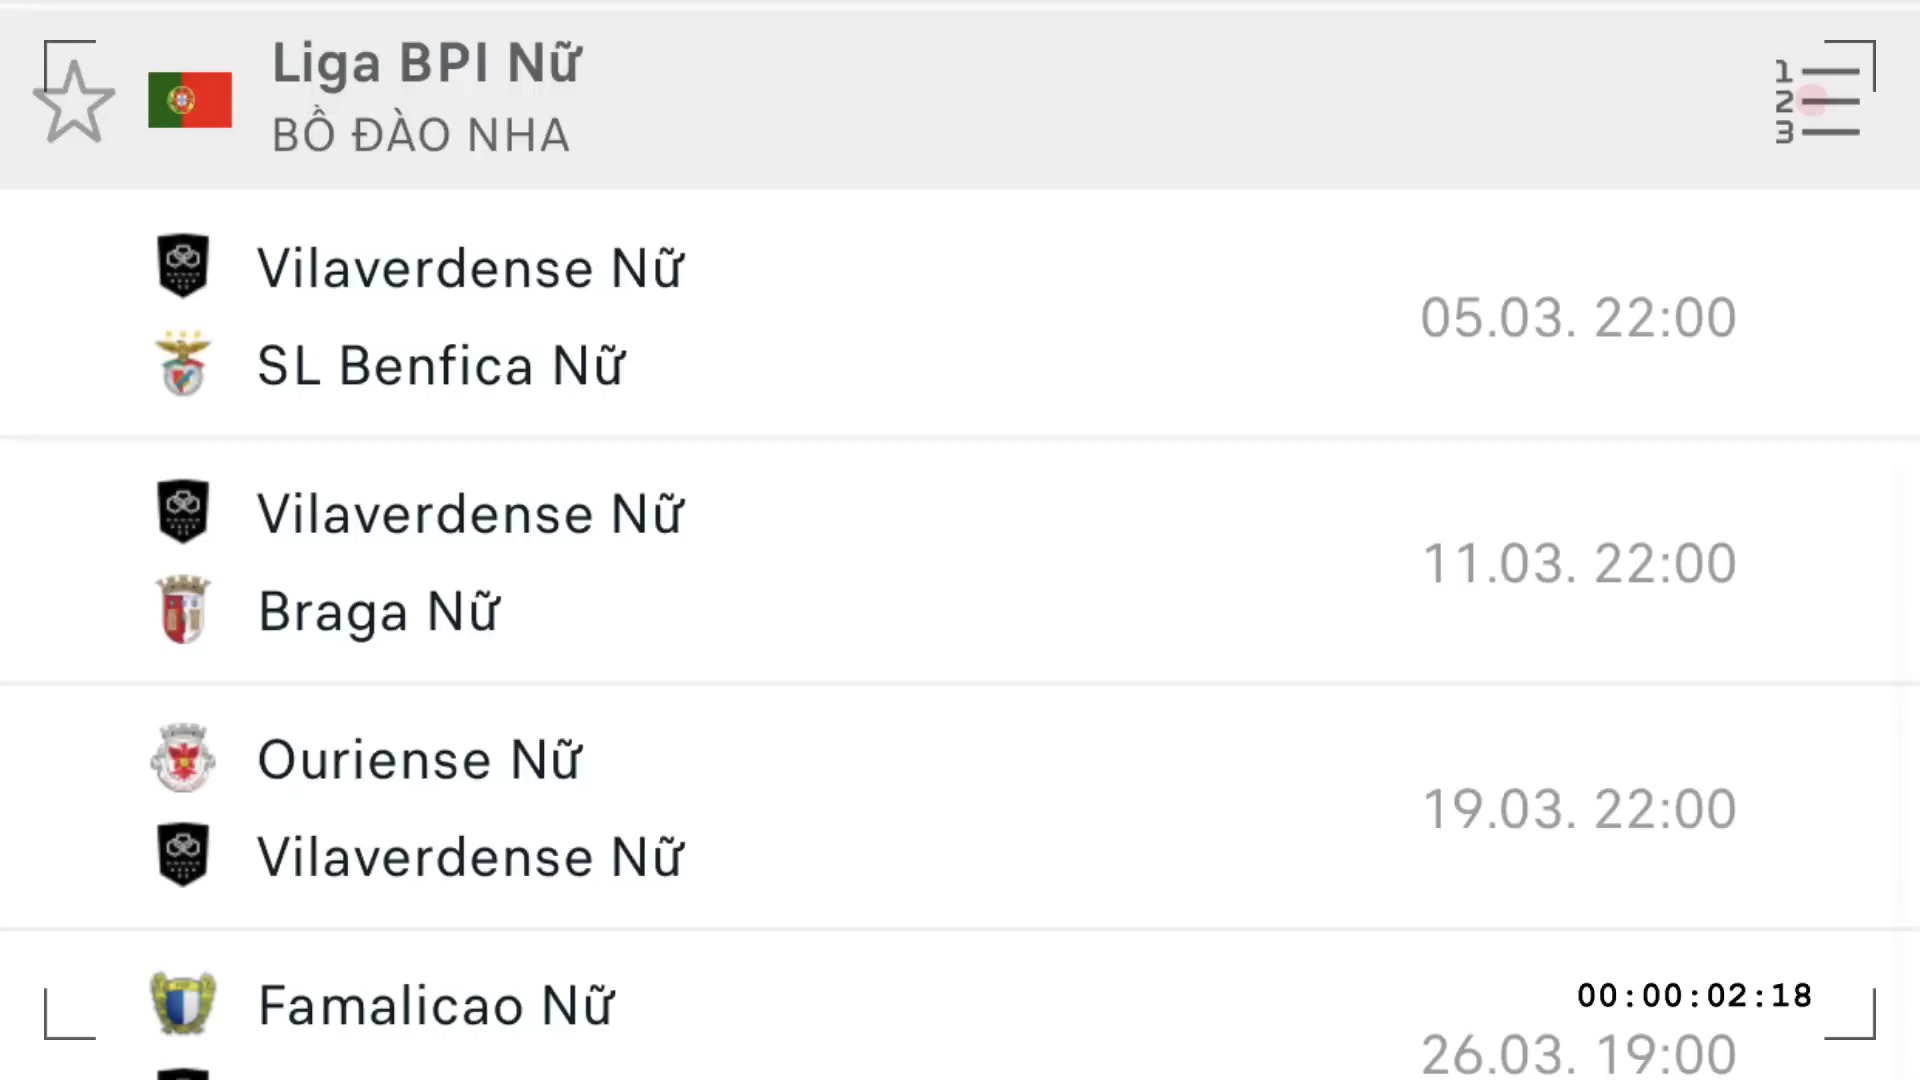 Liga BPI Nữ
BỒ ĐÀO NHA
1
2
3
Vilaverdense Nữ
SL Benfica Nữ
05.03. 22:00
Vilaverdense Nữ
Braga Nữ
11.03. 22:00
Ouriense Nữ
Vilaverdense Nữ
19.03. 22:00
Famalicao Nữ
26.03. 19:00
00:00:02:18